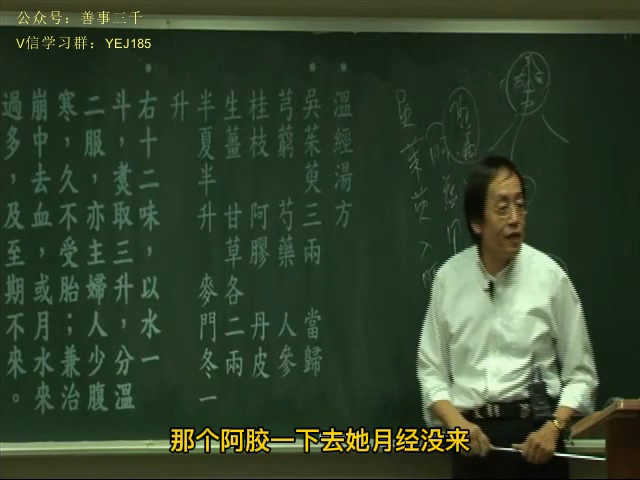 公众号：善事三千
V信学习群：YEJ185
溫經湯方
吳茱萸三兩　當歸
芎藭　芍藥　人參
桂枝　阿膠　丹皮
生薑　甘草各二兩
半夏半升　麥門冬一
升
右十二味，以水一
斗，煑取三升，分溫
二服，亦主婦人少腹
寒，久不受胎；兼治
崩中去血，或月水來
過多，及至期不來。
那个阿胶一下去她月经没来